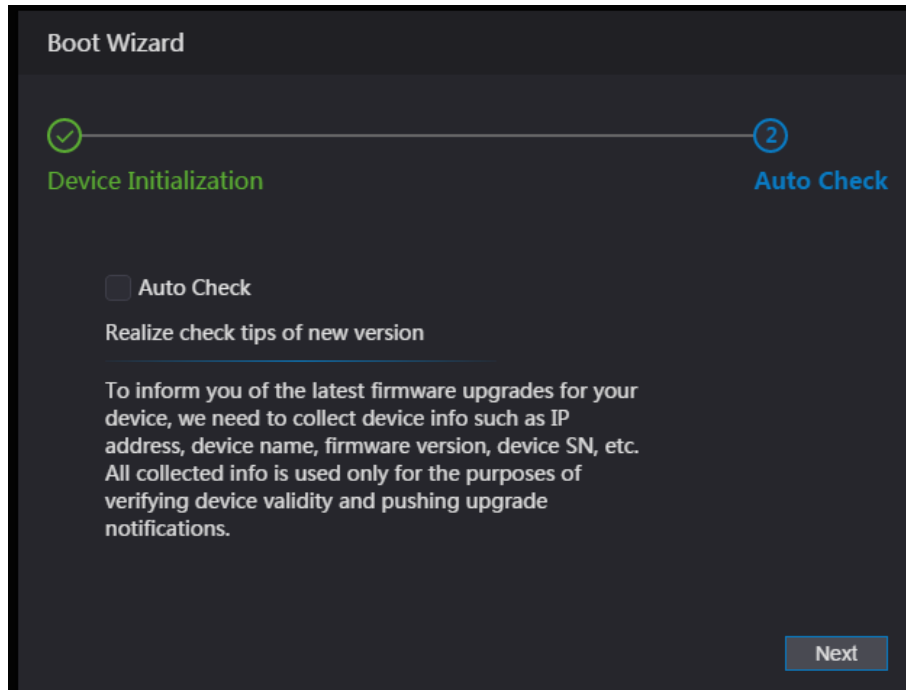 Boot Wizard
2
Device Initialization
Auto Check
Auto Check
Realize check tips of new version
To inform you of the latest firmware upgrades for your
device, we need to collect device info such as IP
address, device name, firmware version, device SN, etc.
All collected info is used only for the purposes of
verifying device validity and pushing upgrade
notifications.
Next